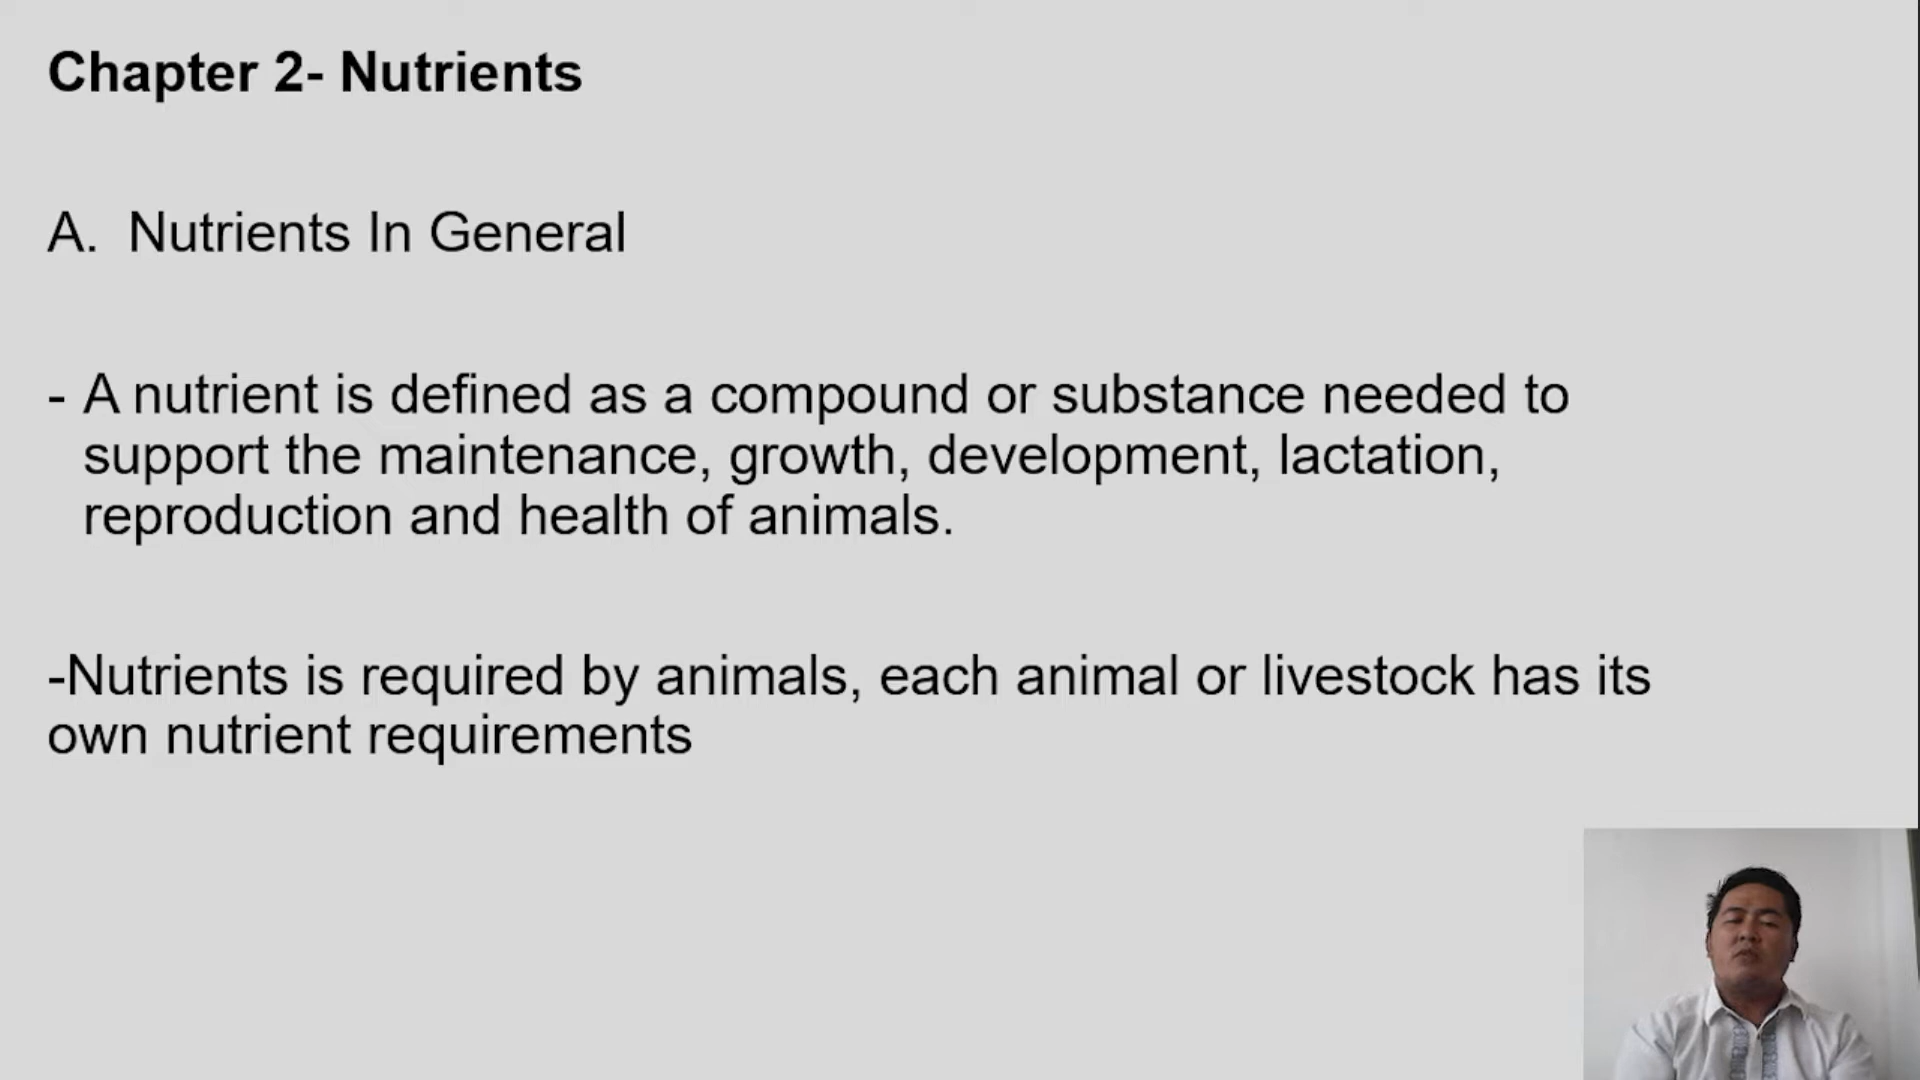 Chapter 2- Nutrients
A. Nutrients In General
- A nutrient is defined as a compound or substance needed to
support the maintenance, growth, development, lactation,
reproduction and health of animals.
-Nutrients is required by animals, each animal or livestock has its
own nutrient requirements